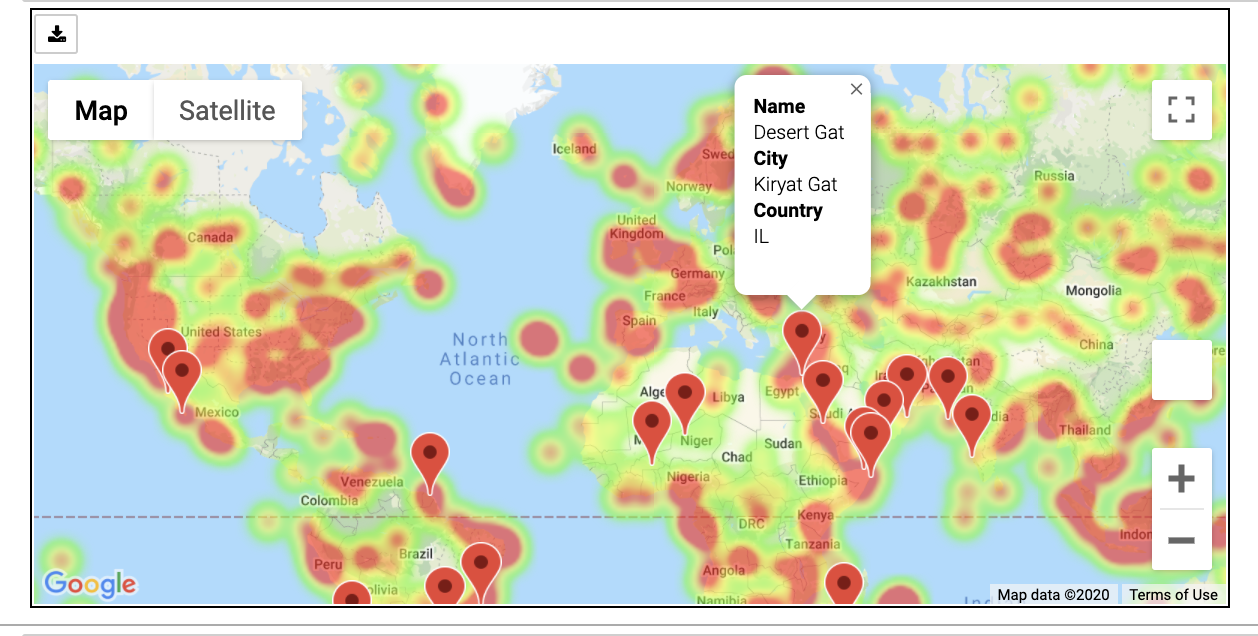 Map
Satellite
Name
Desert Gat
City
Kiryat Gat
Country
IL
Iceland
Swed
Norway
Russia
United
Kingdom
Canada
Pol
Germany
Kazakhstan
Mongolia
France
Italy
Spain
United States
North
Atlantic
Ocean
China
Mexico
Alge
Libya
Egypt
Niger
Sudan
Chad
Thailand
Venezuela
Nigeria
Ethiopia
Colombia
DRC
Kenya
Tanzania
Indon
Brazil
Peru
Angola
olivia
Namibia
Google
Map data ©2020
Terms of Use